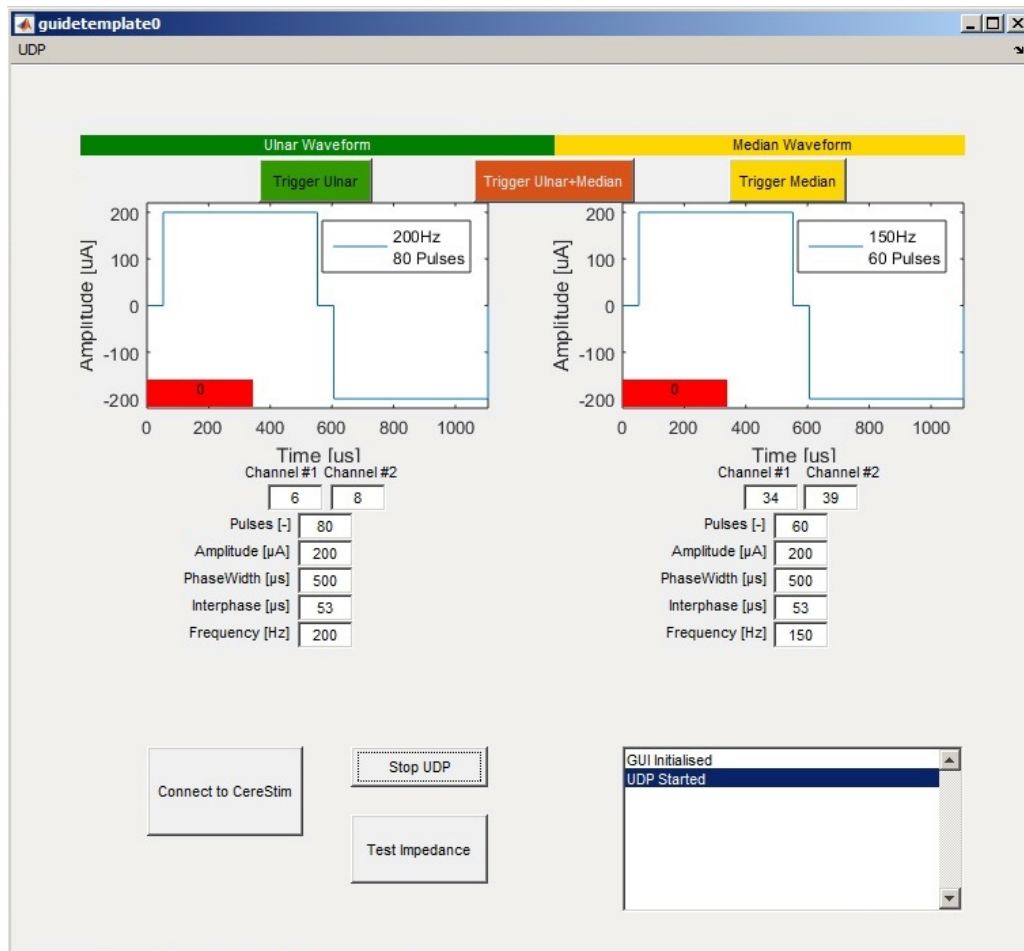 guidetemplate0
UDP
Ulnar Waveform
Median Waveform
Trigger Ulnar
Trigger Ulnar+Median
Trigger Median
Amplitude [uA]
200
100
0
-100
-200
200Hz
80 Pulses
0
0 200 400 600 800 1000
Time [us]
Amplitude [uA]
200
100
0
-100
-200
150Hz
60 Pulses
0
0 200 400 600 800 1000
Time [us]
Channel #1 Channel #2
6 8
Pulses [-] 80
Amplitude [µA] 200
PhaseWidth [µs] 500
Interphase [µs] 53
Frequency [Hz] 200
Channel #1 Channel #2
34 39
Pulses [-] 60
Amplitude [µA] 200
PhaseWidth [µs] 500
Interphase [µs] 53
Frequency [Hz] 150
Connect to CereStim
Stop UDP
Test Impedance
GUI Initialised
UDP Started